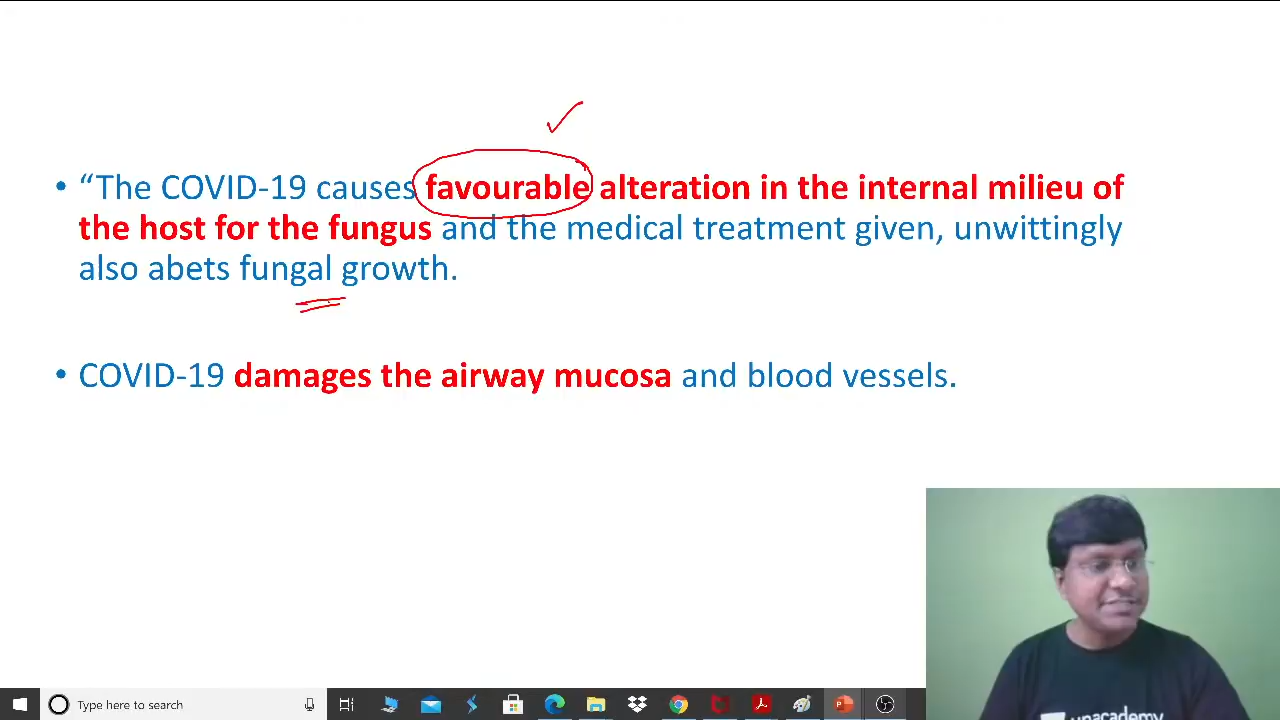 • “The COVID-19 causes favourable alteration in the internal milieu of
the host for the fungus and the medical treatment given, unwittingly
also abets fungal growth.
• COVID-19 damages the airway mucosa and blood vessels.
unacademy
Type here to search